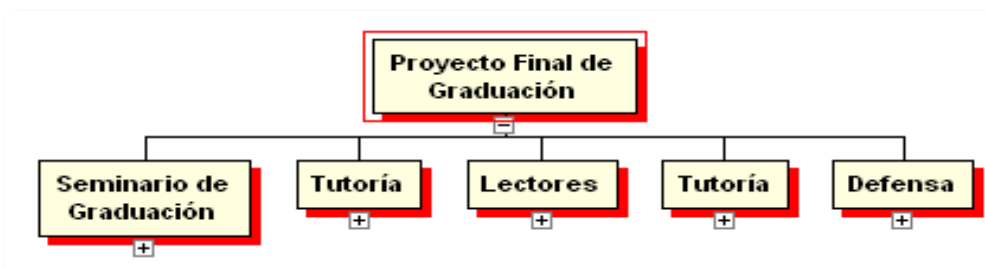 Proyecto Final de
Graduación
Seminario de
Graduación
Tutoría
Lectores
Tutoría
Defensa